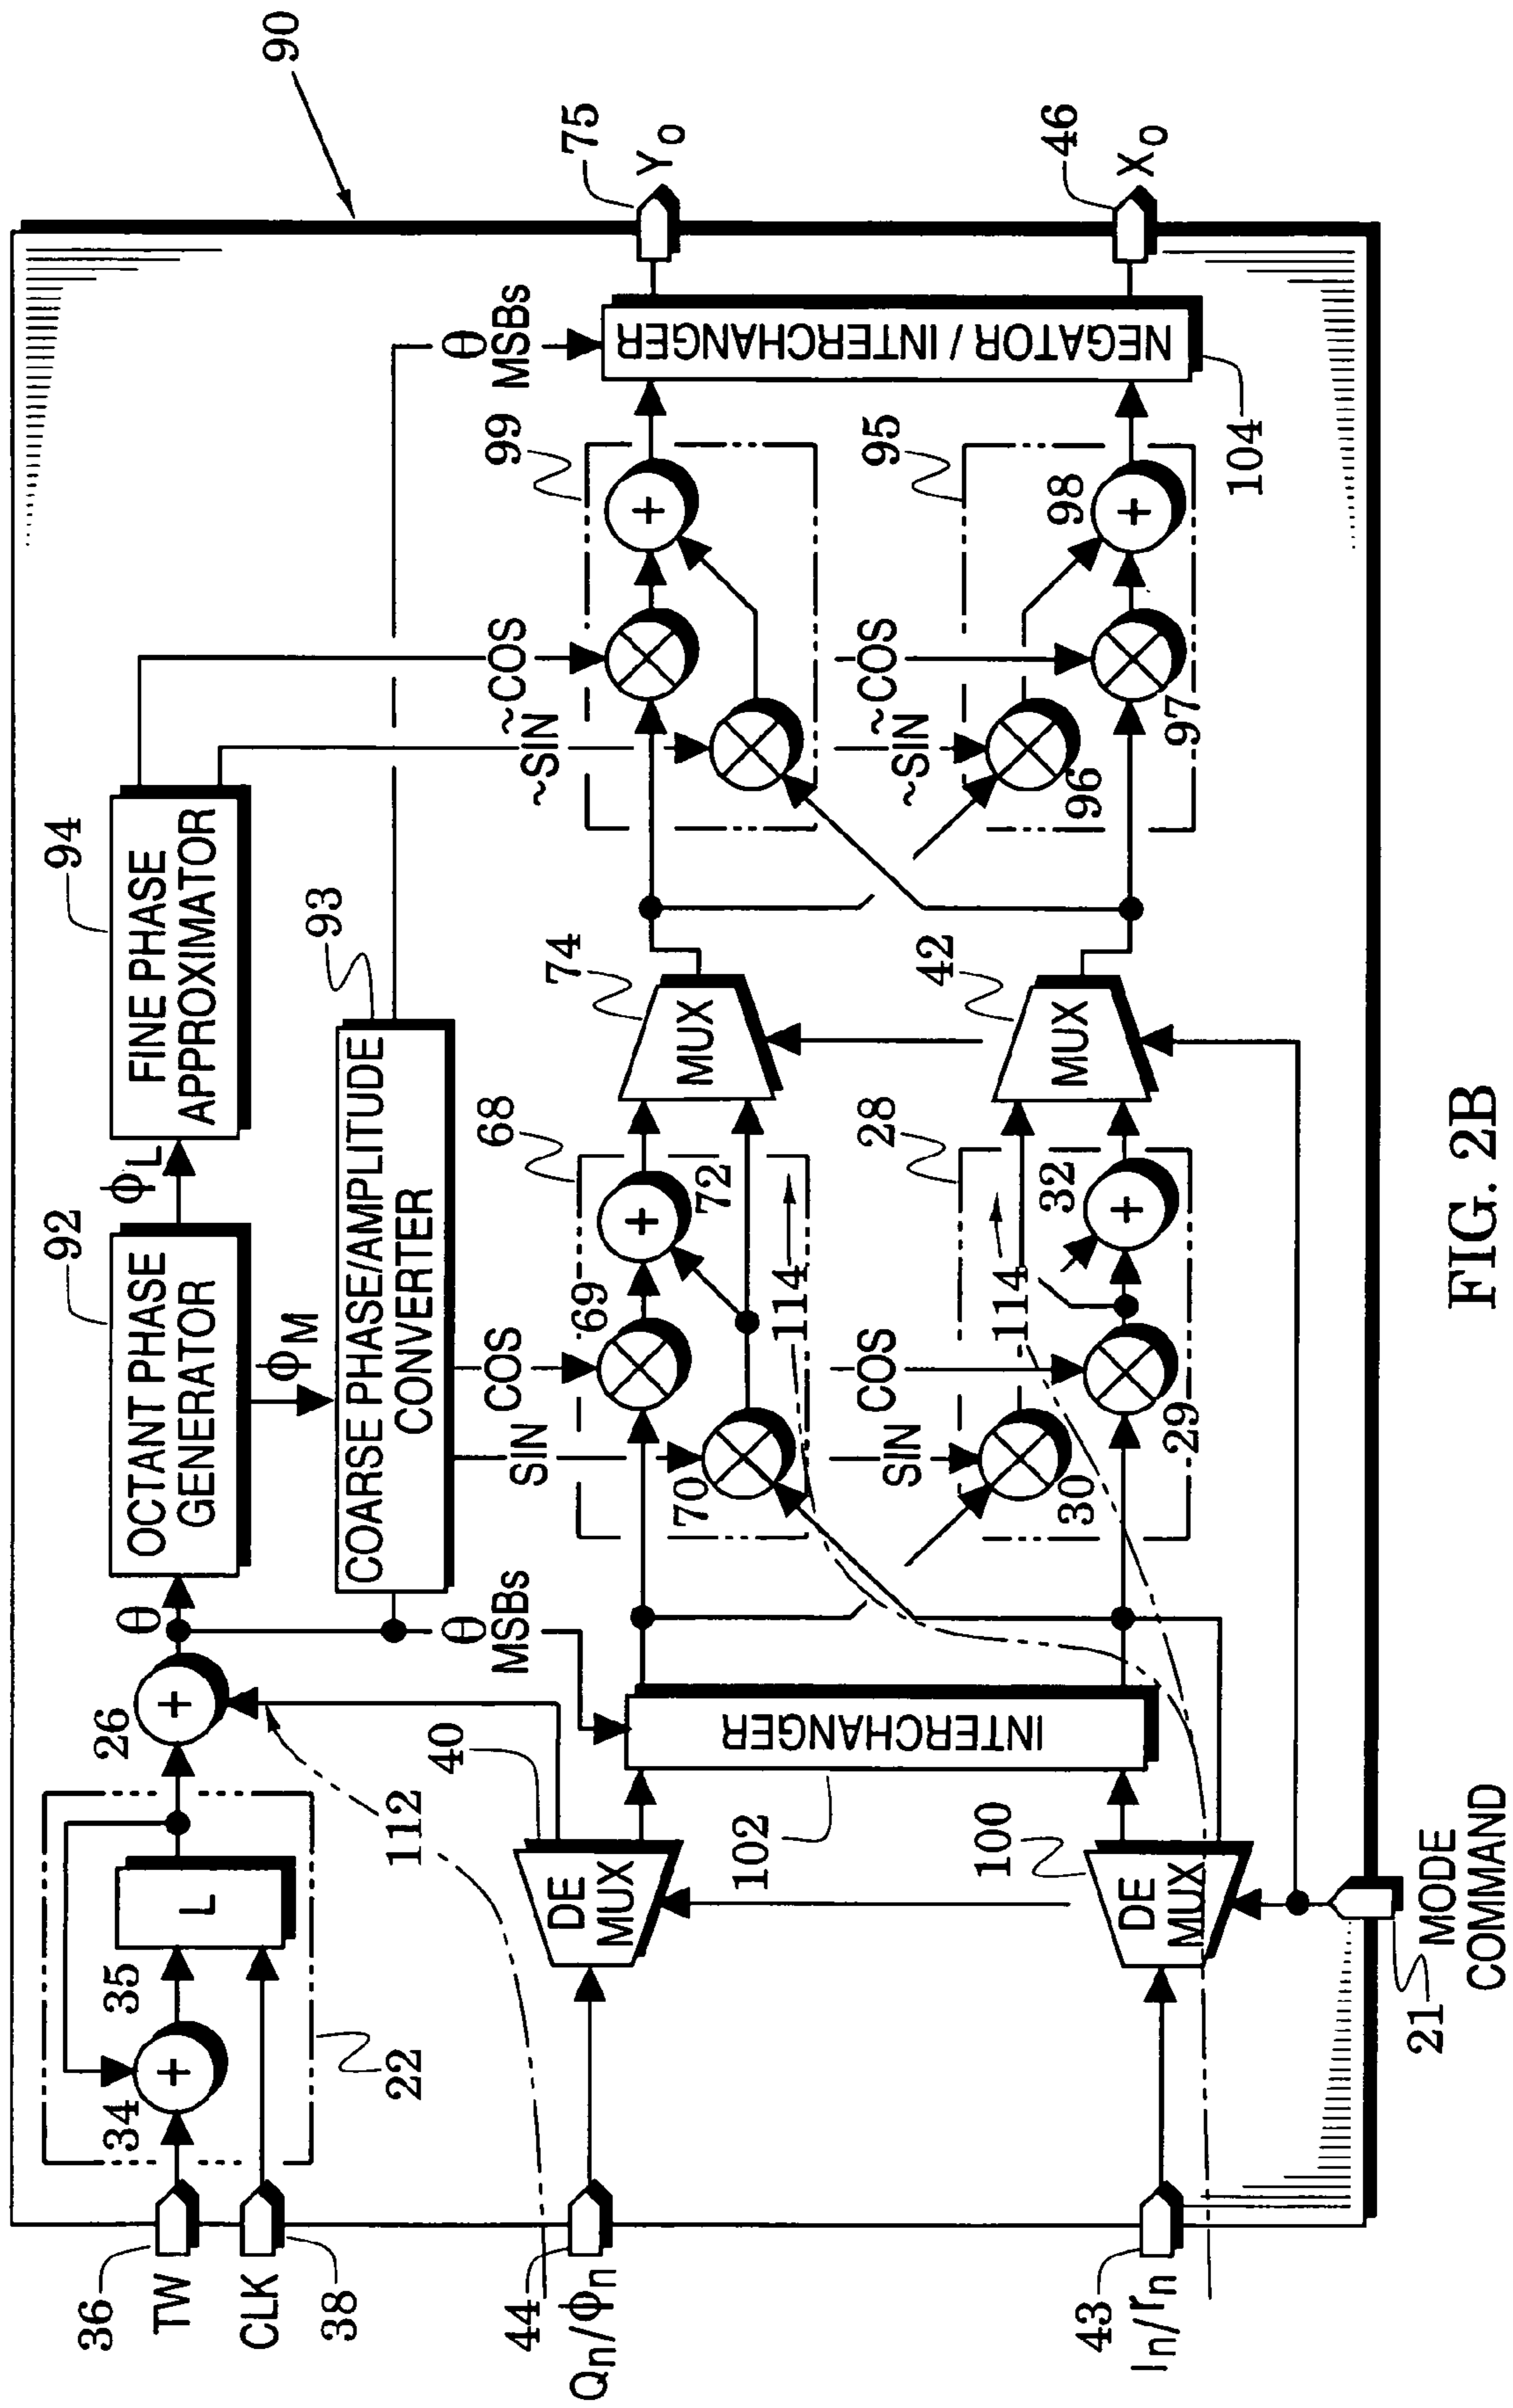 90
36
TW
CLK
38
34
35
L
22
26
+
+
θ
92
OCTANT PHASE
GENERATOR
ϕL
94
FINE PHASE
APPROXIMATOR
ϕM
93
COARSE PHASE/AMPLITUDE
CONVERTER
θ
MSBs
θ
MSBs
112
40
DE
MUX
100
DE
MUX
102
INTERCHANGER
SIN
COS
68
69
70
72
+
114
SIN
COS
28
29
30
32
+
114
74
MUX
42
MUX
~SIN
~COS
99
+
~SIN
~COS
95
96
97
98
+
NEGATOR / INTERCHANGER
104
75
Yo
46
Xo
44
Qn/ϕn
43
In/rn
21
MODE
COMMAND
FIG. 2B